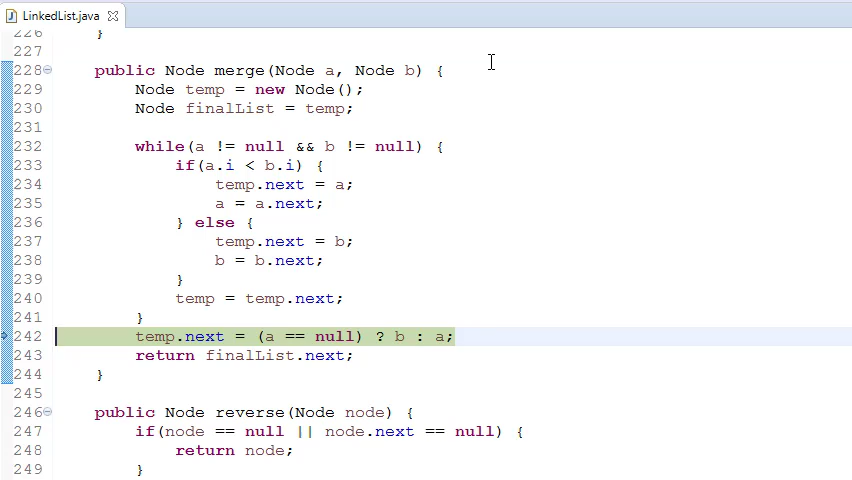 LinkedList.java
226        }
227
228    public Node merge(Node a, Node b) {
229        Node temp = new Node();
230        Node finalList = temp;
231
232        while(a != null && b != null) {
233            if(a.i < b.i) {
234                temp.next = a;
235                a = a.next;
236            } else {
237                temp.next = b;
238                b = b.next;
239            }
240            temp = temp.next;
241        }
242        temp.next = (a == null) ? b : a;
243        return finalList.next;
244    }
245
246    public Node reverse(Node node) {
247        if(node == null || node.next == null) {
248            return node;
249        }